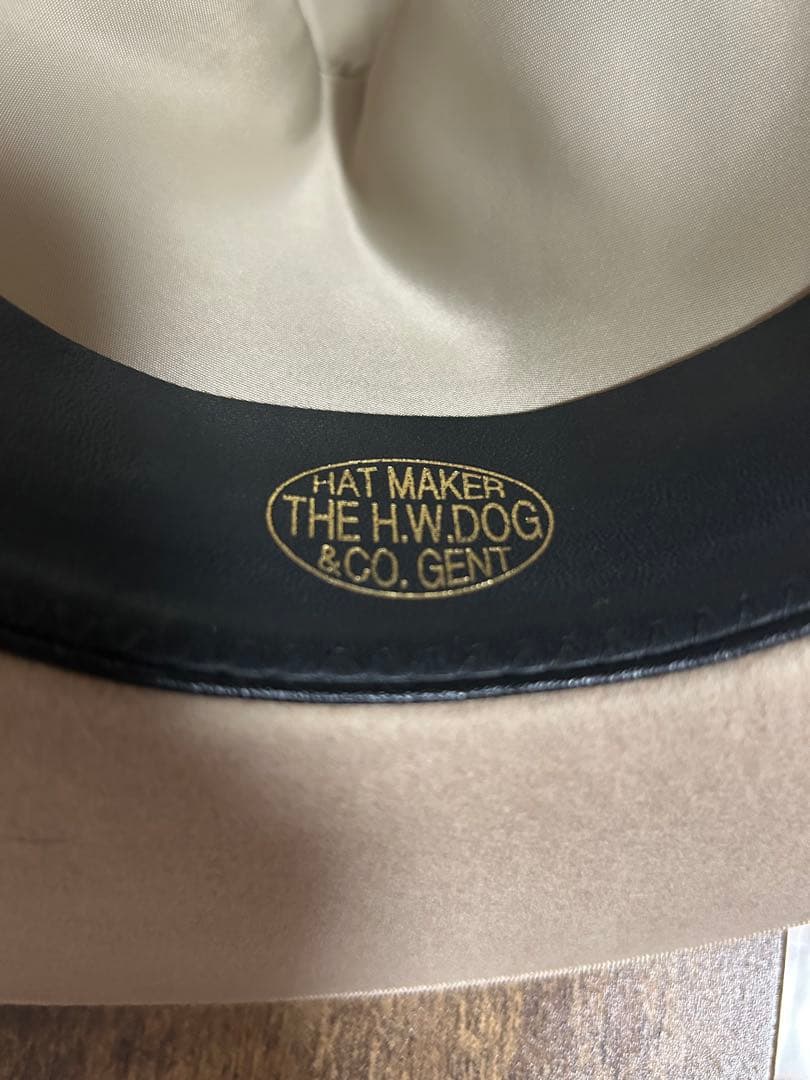 HAT MAKER
THE H.W.DOG
&CO. GENT